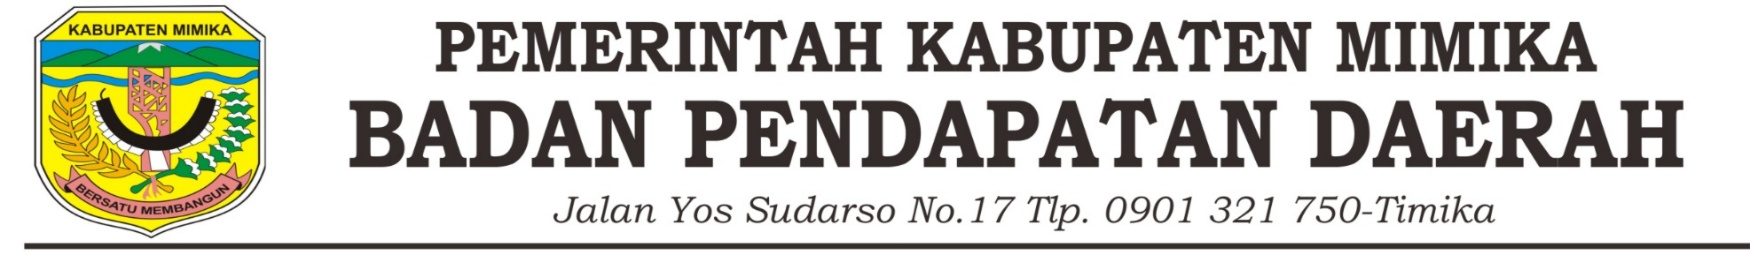 KABUPATEN MIMIKA
BERSATU MEMBANGUN
PEMERINTAH KABUPATEN MIMIKA
BADAN PENDAPATAN DAERAH
Jalan Yos Sudarso No.17 Tlp. 0901 321 750-Timika